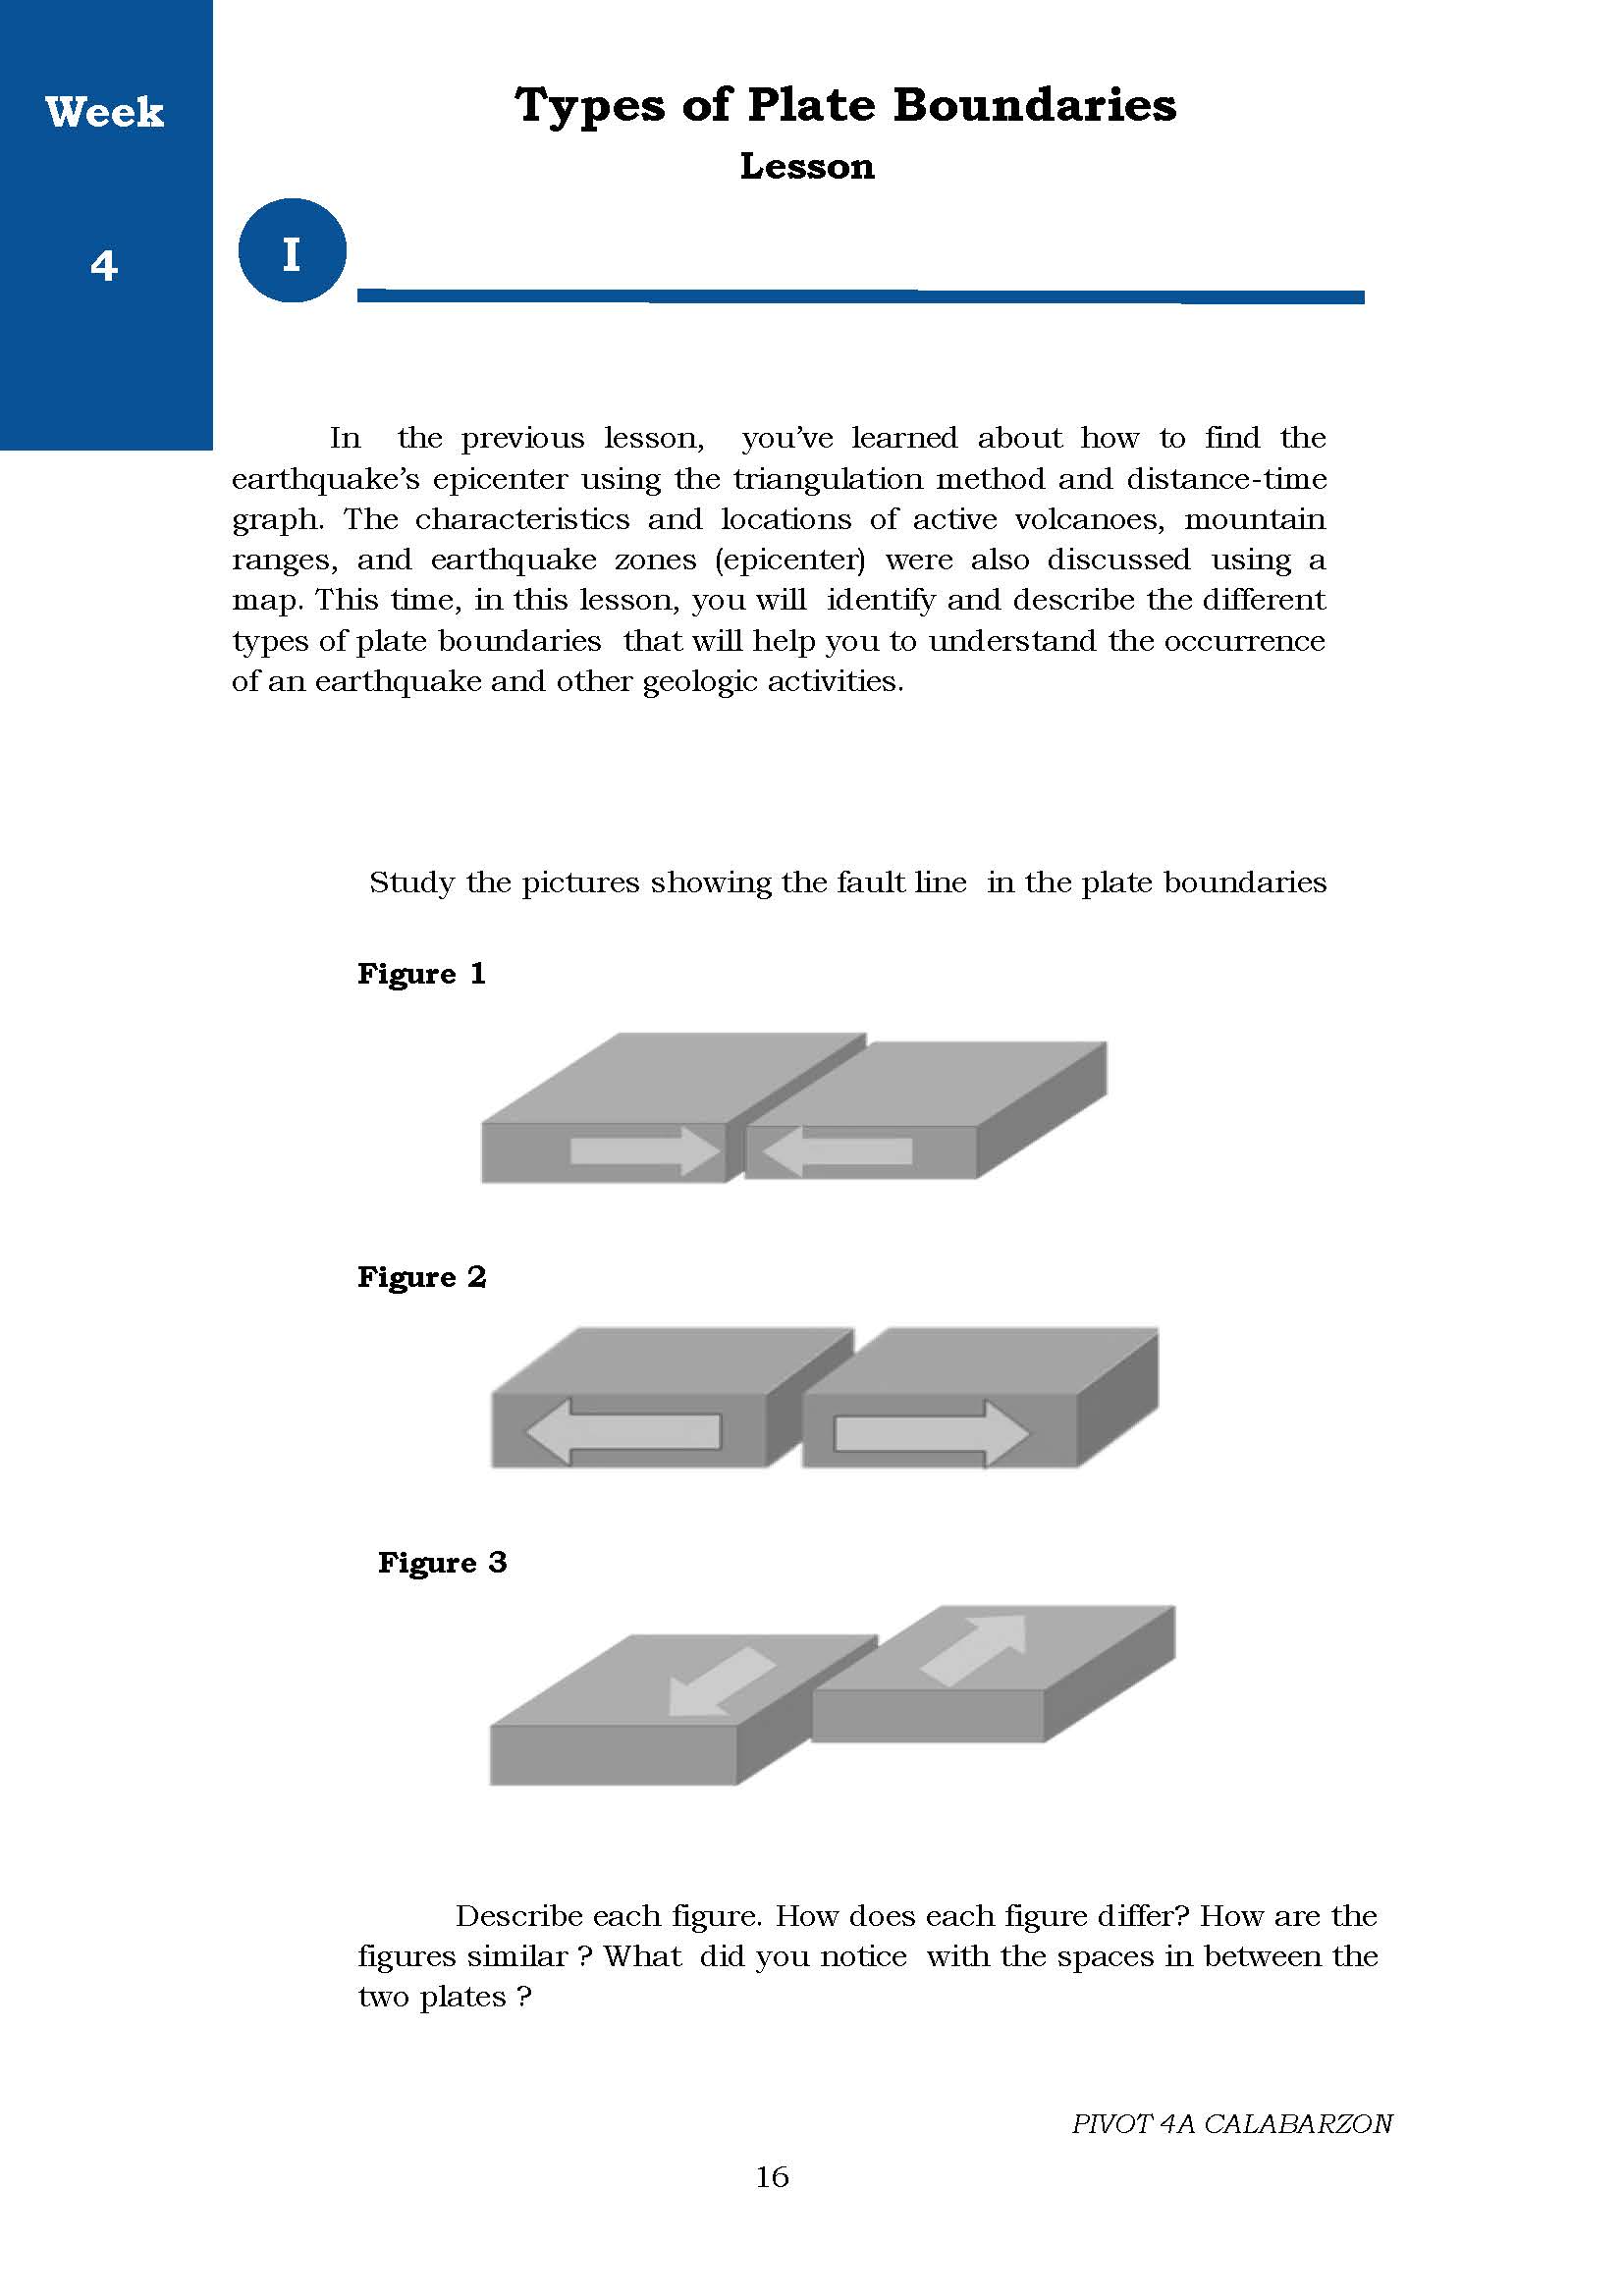 Week
4
Types of Plate Boundaries
Lesson
I
In the previous lesson, you’ve learned about how to find the
earthquake’s epicenter using the triangulation method and distance-time
graph. The characteristics and locations of active volcanoes, mountain
ranges, and earthquake zones (epicenter) were also discussed using a
map. This time, in this lesson, you will identify and describe the different
types of plate boundaries that will help you to understand the occurrence
of an earthquake and other geologic activities.
Study the pictures showing the fault line in the plate boundaries
Figure 1
Figure 2
Figure 3
Describe each figure. How does each figure differ? How are the
figures similar ? What did you notice with the spaces in between the
two plates ?
PIVOT 4A CALABARZON
16